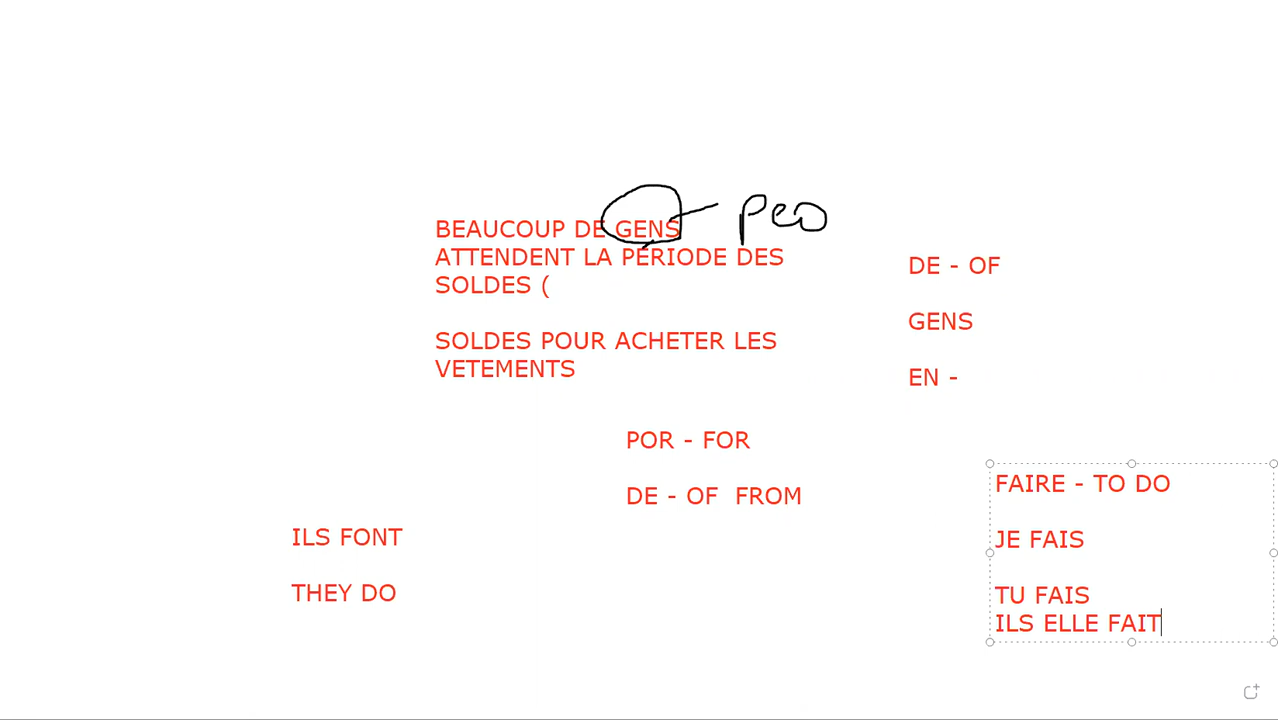 BEAUCOUP DE GENS
peo
ATTENDENT LA PERIODE DES
SOLDES (
SOLDES POUR ACHETER LES
VETEMENTS
DE - OF
GENS
EN -
POR - FOR
DE - OF FROM
ILS FONT
THEY DO
FAIRE - TO DO
JE FAIS
TU FAIS
ILS ELLE FAIT